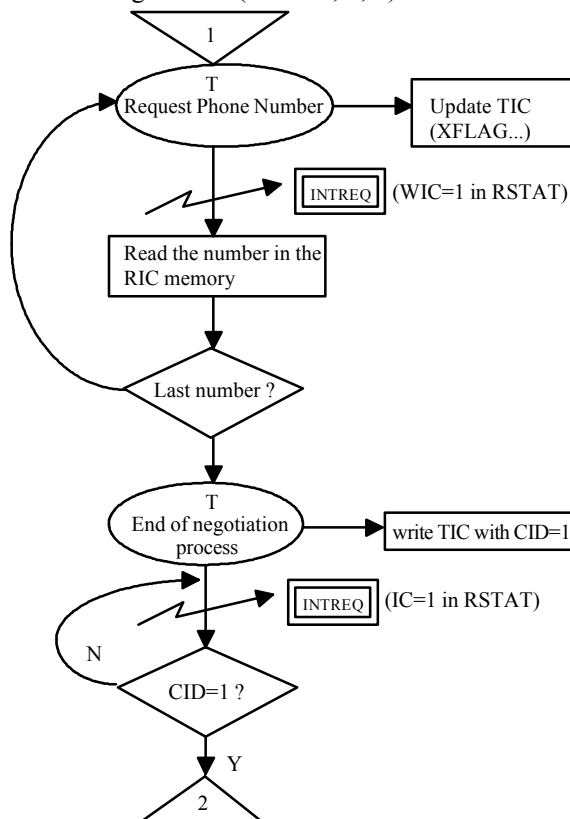 1
T
Request Phone Number
Update TIC
(XFLAG...)
INTREQ
(WIC=1 in RSTAT)
Read the number in the
RIC memory
Last number ?
T
End of negotiation
process
write TIC with CID=1
INTREQ
(IC=1 in RSTAT)
N
CID=1 ?
Y
2